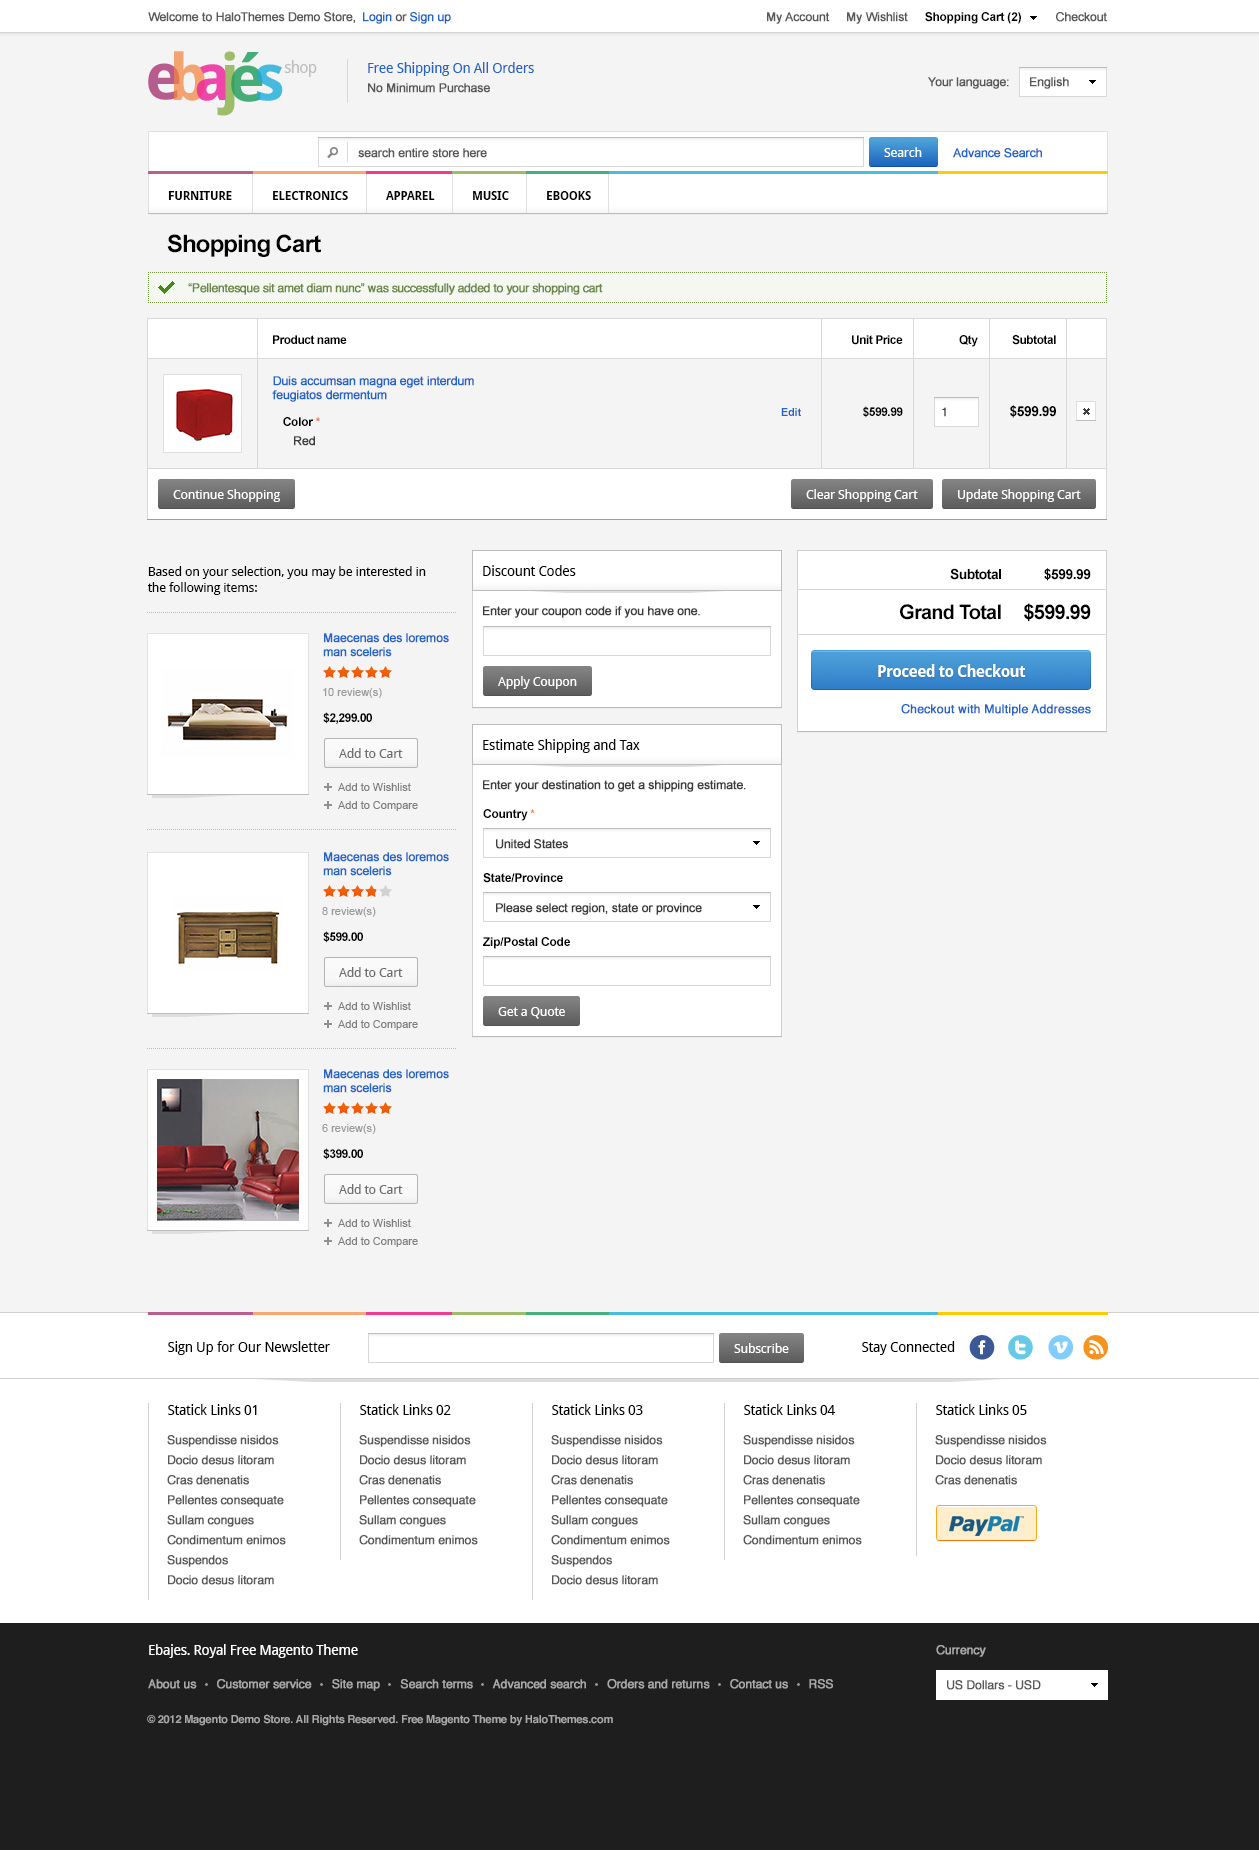 Welcome to HaloThemes Demo Store, Login or Sign up
My Account My Wishlist Shopping Cart (2) Checkout
ebajés shop
Free Shipping On All Orders
No Minimum Purchase
Your language: English
search entire store here Search Advance Search
FURNITURE ELECTRONICS APPAREL MUSIC EBOOKS
Shopping Cart
“Pellentesque sit amet diam nunc” was successfully added to your shopping cart
Product name Unit Price Qty Subtotal
Duis accumsan magna eget interdum
feugiatos dermentum
Color *
Red
Edit $599.99 1 $599.99
Continue Shopping Clear Shopping Cart Update Shopping Cart
Based on your selection, you may be interested in
the following items:
Maecenas des loremos
man sceleris
10 review(s)
$2,299.00
Add to Cart
+ Add to Wishlist
+ Add to Compare
Maecenas des loremos
man sceleris
8 review(s)
$599.00
Add to Cart
+ Add to Wishlist
+ Add to Compare
Maecenas des loremos
man sceleris
6 review(s)
$399.00
Add to Cart
+ Add to Wishlist
+ Add to Compare
Discount Codes
Enter your coupon code if you have one.
Apply Coupon
Estimate Shipping and Tax
Enter your destination to get a shipping estimate.
Country *
United States
State/Province
Please select region, state or province
Zip/Postal Code
Get a Quote
Subtotal $599.99
Grand Total $599.99
Proceed to Checkout
Checkout with Multiple Addresses
Sign Up for Our Newsletter Subscribe Stay Connected
Statick Links 01
Suspendisse nisidos
Docio desus litoram
Cras denenatis
Pellentes consequate
Sullam congues
Condimentum enimos
Suspendos
Docio desus litoram
Statick Links 02
Suspendisse nisidos
Docio desus litoram
Cras denenatis
Pellentes consequate
Sullam congues
Condimentum enimos
Statick Links 03
Suspendisse nisidos
Docio desus litoram
Cras denenatis
Pellentes consequate
Sullam congues
Condimentum enimos
Suspendos
Docio desus litoram
Statick Links 04
Suspendisse nisidos
Docio desus litoram
Cras denenatis
Pellentes consequate
Sullam congues
Condimentum enimos
Statick Links 05
Suspendisse nisidos
Docio desus litoram
Cras denenatis
PayPal
Ebajes. Royal Free Magento Theme
About us • Customer service • Site map • Search terms • Advanced search • Orders and returns • Contact us • RSS
© 2012 Magento Demo Store. All Rights Reserved. Free Magento Theme by HaloThemes.com
Currency
US Dollars - USD